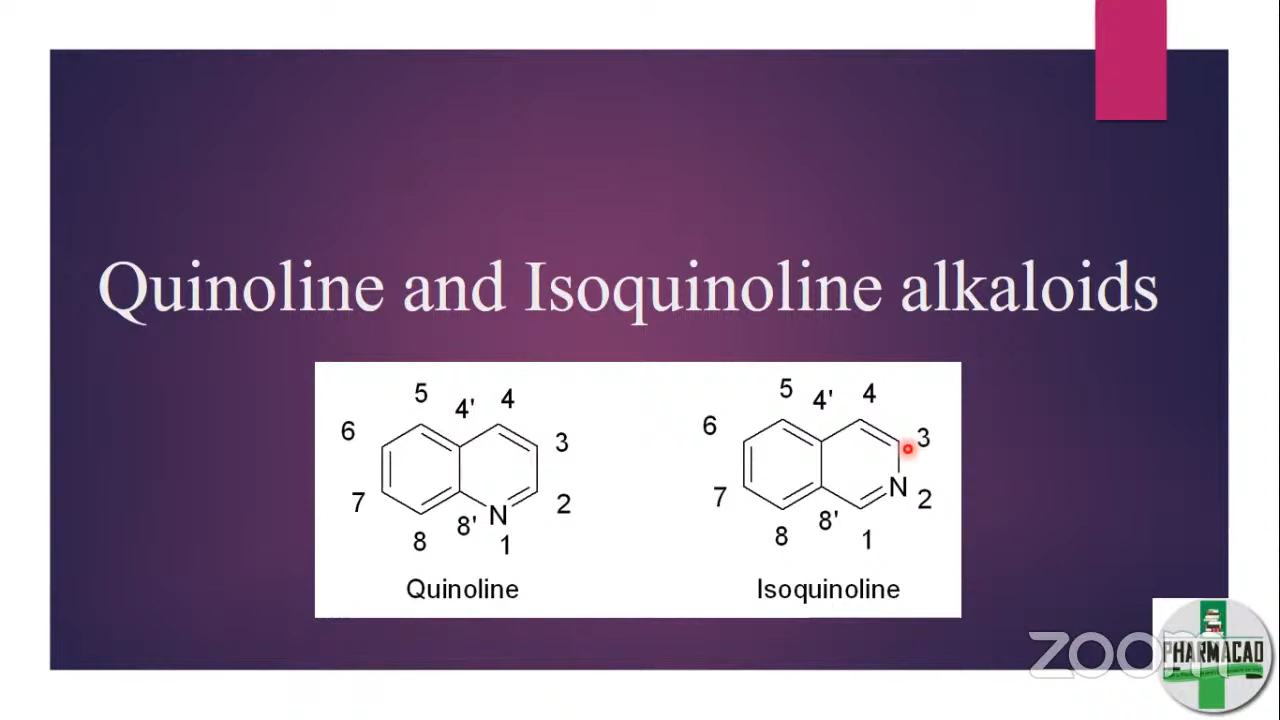 Quinoline and Isoquinoline alkaloids
5 4' 4
6 3
7 2
8 8' N 1
Quinoline
5 4' 4
6 3
7 N 2
8 8' 1
Isoquinoline
zoom
PHARMACAD